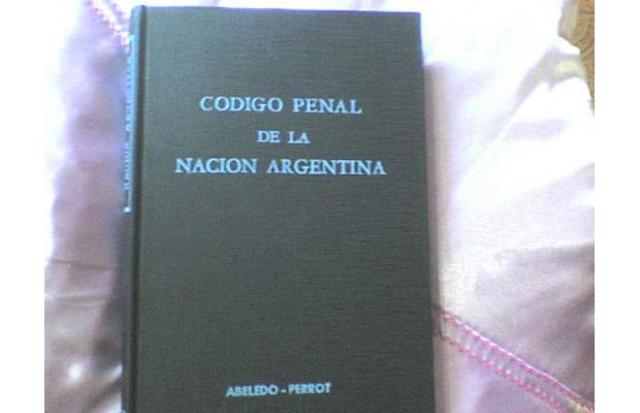 CODIGO PENAL
DE LA
NACION ARGENTINA
ABELEDO-PERROT